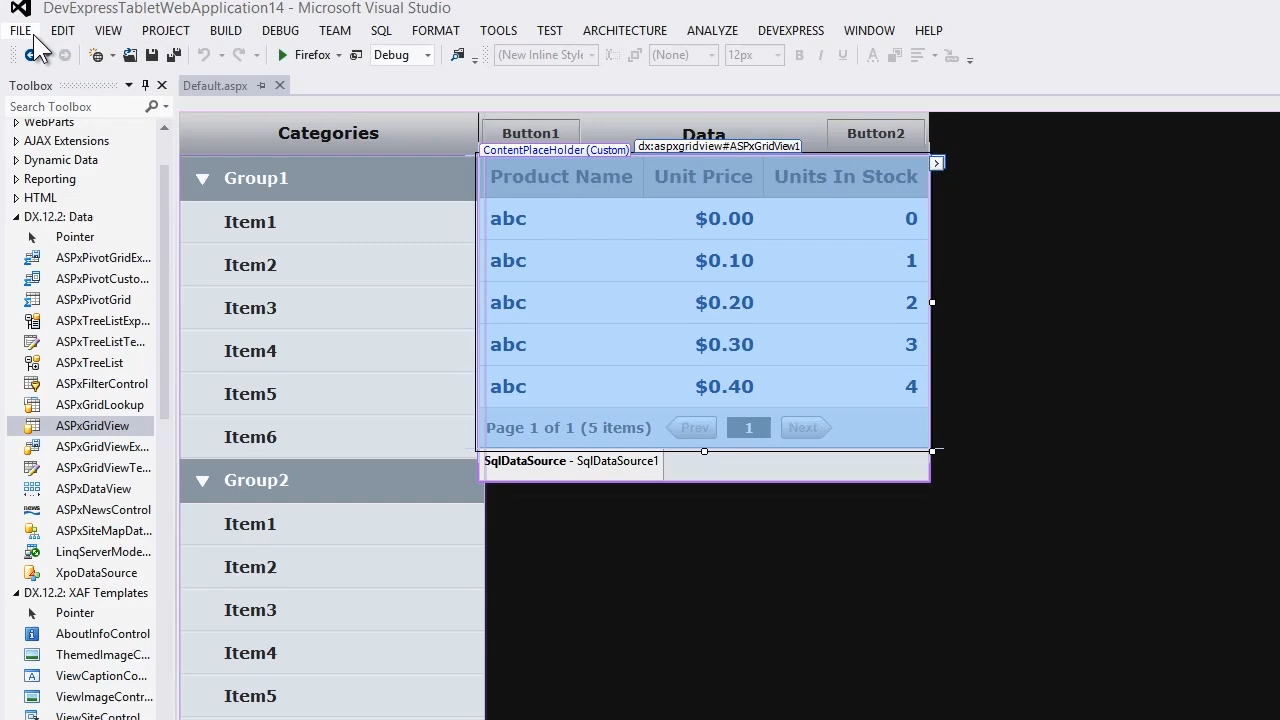 DevExpressTabletWebApplication14 - Microsoft Visual Studio
FILE EDIT VIEW PROJECT BUILD DEBUG TEAM SQL FORMAT TOOLS TEST ARCHITECTURE ANALYZE DEVEXPRESS WINDOW HELP
Firefox Debug (New Inline Style (None) 12px B I U A
Toolbox
Default.aspx
Search Toolbox
WebParts
AJAX Extensions
Dynamic Data
Reporting
HTML
DX.12.2: Data
Pointer
ASPxPivotGridEx...
ASPxPivotCusto...
ASPxPivotGrid
ASPxTreeListExp...
ASPxTreeListTe...
ASPxTreeList
ASPxFilterControl
ASPxGridLookup
ASPxGridView
ASPxGridViewEx...
ASPxGridViewTe...
ASPxDataView
ASPxNewsControl
ASPxSiteMapDat...
LinqServerMode...
XpoDataSource
DX.12.2: XAF Templates
Pointer
AboutInfoControl
ThemedImageC...
ViewCaptionCo...
ViewImageContr...
ViewSiteControl
Categories
Group1
Item1
Item2
Item3
Item4
Item5
Item6
Group2
Item1
Item2
Item3
Item4
Item5
Button1 Data Button2
ContentPlaceHolder (Custom) dx:aspxgridview#ASPxGridView1
Product Name Unit Price Units In Stock
abc $0.00 0
abc $0.10 1
abc $0.20 2
abc $0.30 3
abc $0.40 4
Page 1 of 1 (5 items) Prev 1 Next
SqlDataSource - SqlDataSource1